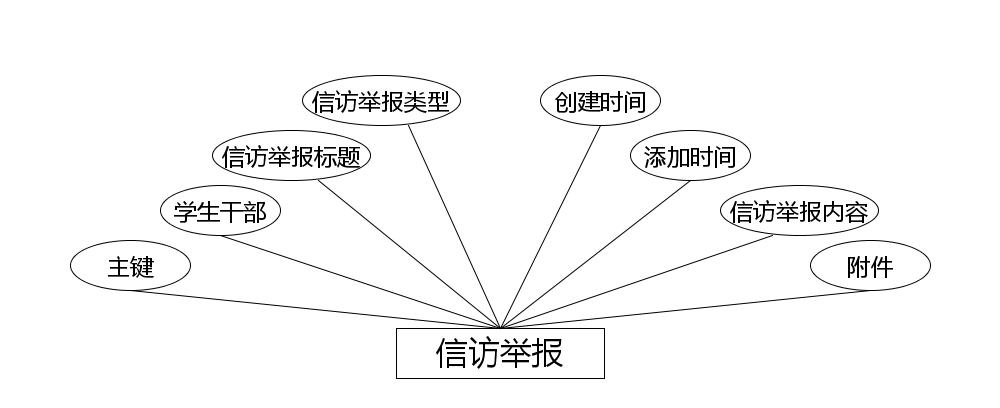 信访举报类型
创建时间
信访举报标题
添加时间
学生干部
信访举报内容
主键
附件
信访举报